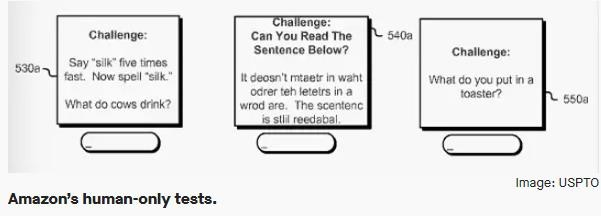 530a
Challenge:
Say "silk" five times
fast. Now spell "silk."
What do cows drink?
_
540a
Challenge:
Can You Read The
Sentence Below?
It deosn't mtaetr in waht
odrer teh letetrs in a
wrod are. The scentenc
is stlil reedabal.
_
550a
Challenge:
What do you put in a
toaster?
_
Image: USPTO
Amazon's human-only tests.